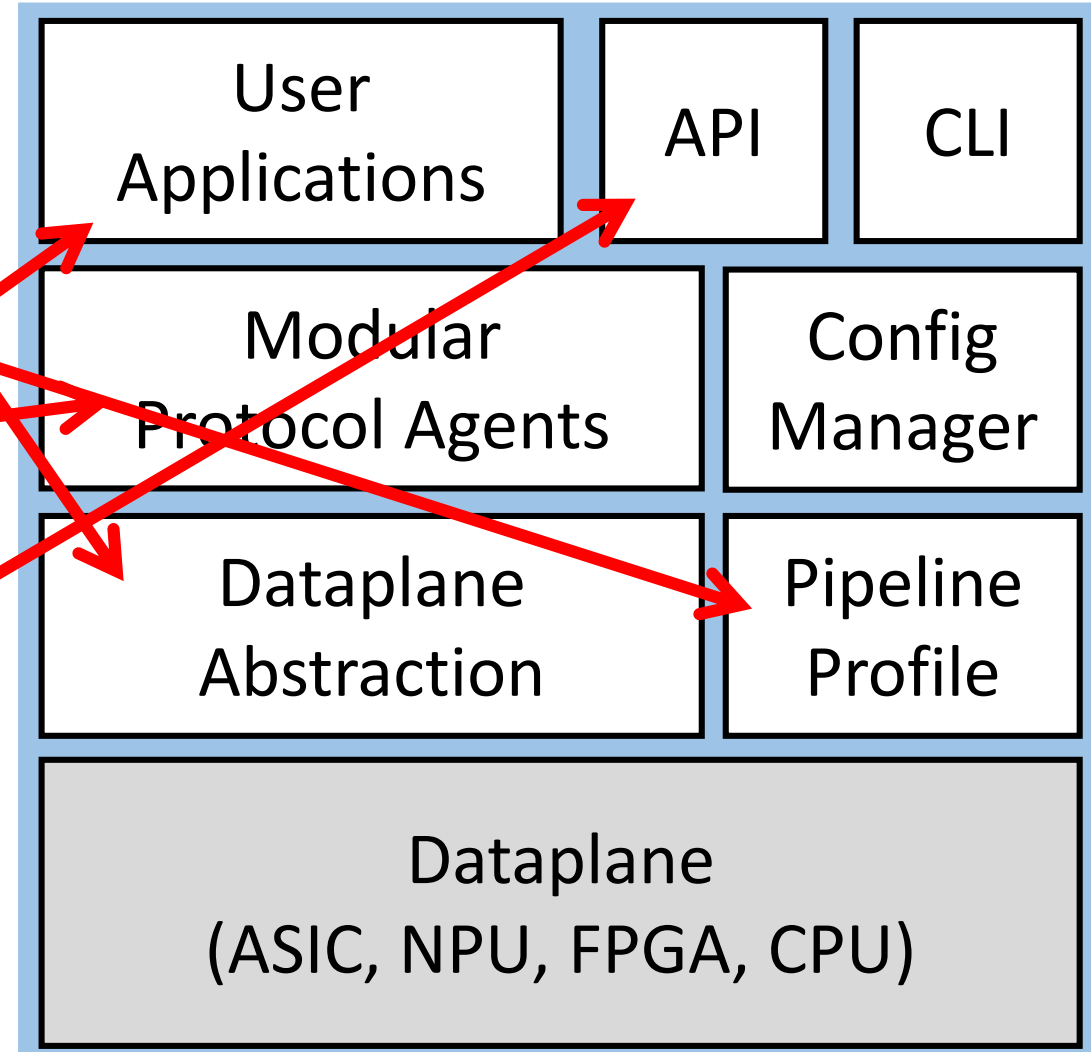 User
Applications
API
CLI
Modular
Protocol Agents
Config
Manager
Dataplane
Abstraction
Pipeline
Profile
Dataplane
(ASIC, NPU, FPGA, CPU)